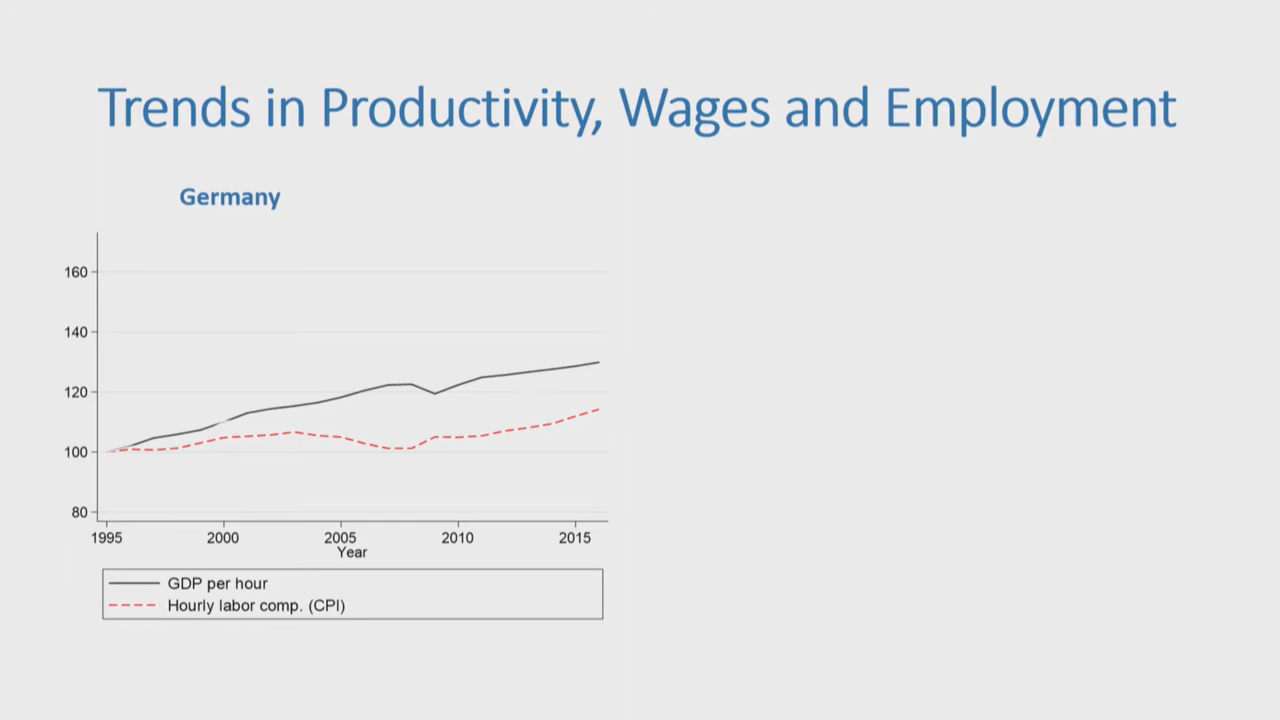 Trends in Productivity, Wages and Employment
Germany
160
140
120
100
80
1995 2000 2005 2010 2015
Year
GDP per hour
Hourly labor comp. (CPI)